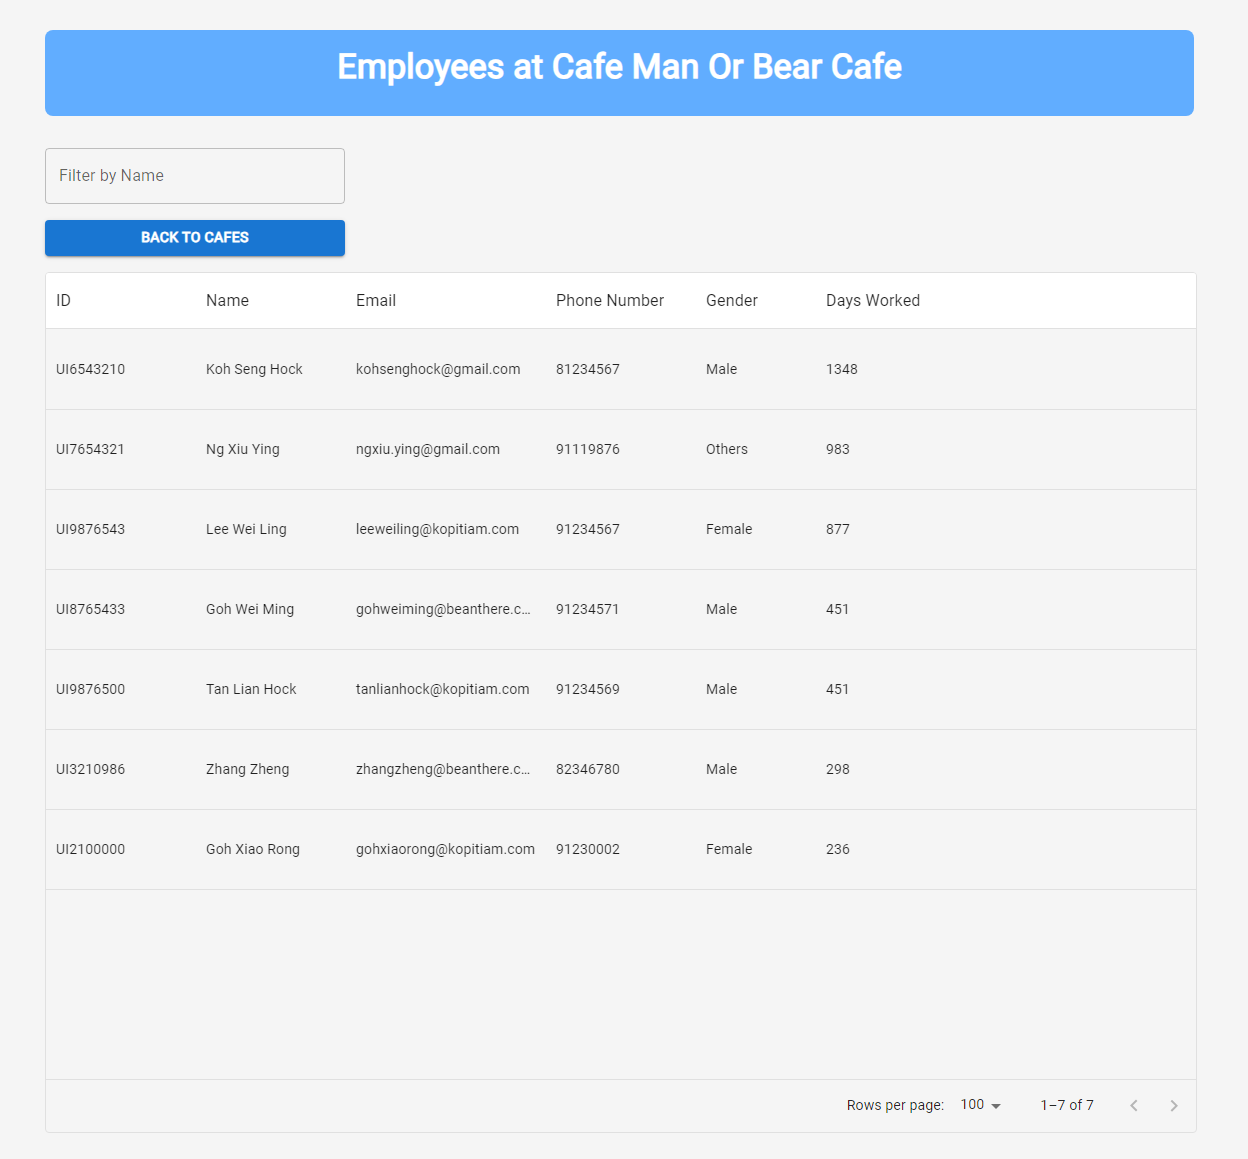 Employees at Cafe Man Or Bear Cafe
Filter by Name
BACK TO CAFES
ID Name Email Phone Number Gender Days Worked
UI6543210 Koh Seng Hock kohsenghock@gmail.com 81234567 Male 1348
UI7654321 Ng Xiu Ying ngxiu.ying@gmail.com 91119876 Others 983
UI9876543 Lee Wei Ling leeweiling@kopitiam.com 91234567 Female 877
UI8765433 Goh Wei Ming gohweiming@beanthere.c... 91234571 Male 451
UI9876500 Tan Lian Hock tanlianhock@kopitiam.com 91234569 Male 451
UI3210986 Zhang Zheng zhangzheng@beanthere.c... 82346780 Male 298
UI2100000 Goh Xiao Rong gohxiaorong@kopitiam.com 91230002 Female 236
Rows per page: 100 1–7 of 7